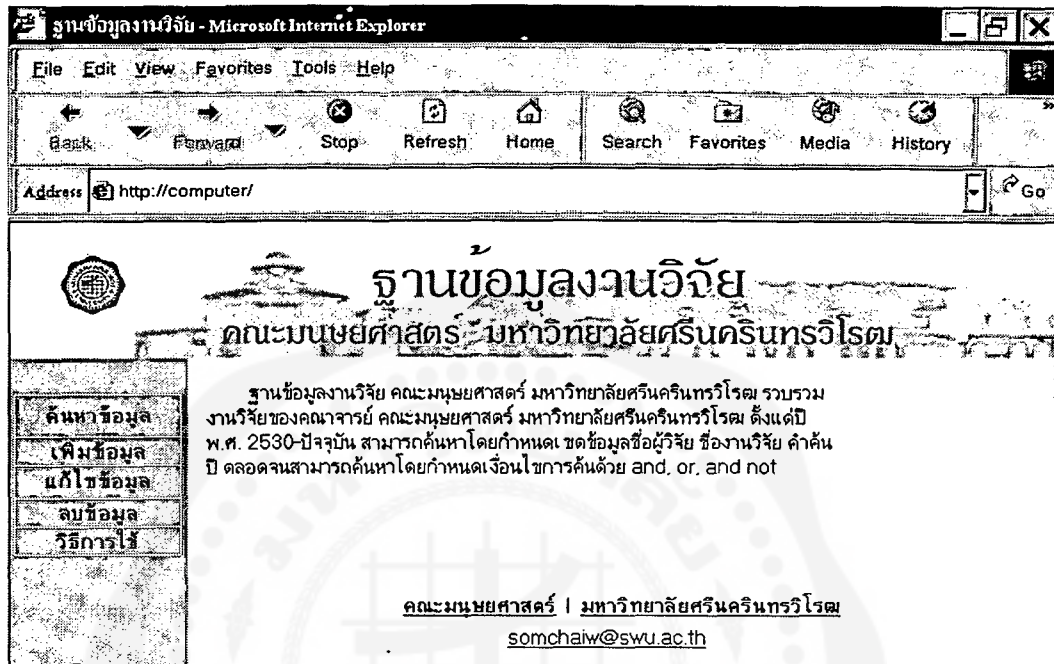 ฐานข้อมูลงานวิจัย - Microsoft Internet Explorer
File Edit View Favorites Tools Help
Back Forward Stop Refresh Home Search Favorites Media History »
Address http://computer/ Go
ฐานข้อมูลงานวิจัย
คณะมนุษยศาสตร์ มหาวิทยาลัยศรีนครินทรวิโรฒ
ฐานข้อมูลงานวิจัย คณะมนุษยศาสตร์ มหาวิทยาลัยศรีนครินทรวิโรฒ รวบรวม
งานวิจัยของคณาจารย์ คณะมนุษยศาสตร์ มหาวิทยาลัยศรีนครินทรวิโรฒ ตั้งแต่ปี
พ.ศ. 2530-ปัจจุบัน สามารถค้นหาโดยกำหนดเขตข้อมูลชื่อผู้วิจัย ชื่องานวิจัย คำค้น
ปี ตลอดจนสามารถค้นหาโดยกำหนดเงื่อนไขการค้นด้วย and, or, and not
ค้นหาข้อมูล
เพิ่มข้อมูล
แก้ไขข้อมูล
ลบข้อมูล
วิธีการใช้
คณะมนุษยศาสตร์ | มหาวิทยาลัยศรีนครินทรวิโรฒ
somchaiw@swu.ac.th